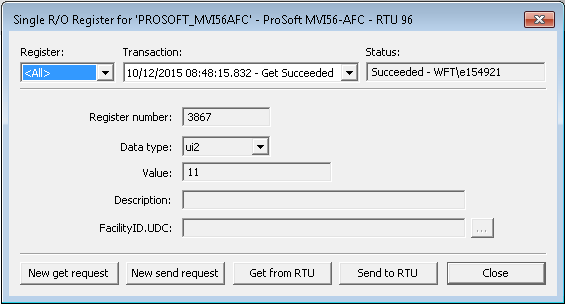 Single R/O Register for 'PROSOFT_MVI56AFC' - ProSoft MVI56-AFC - RTU 96
Register: Transaction: Status:
<All> 10/12/2015 08:48:15.832 - Get Succeeded Succeeded - WFT\e154921
Register number: 3867
Data type: ui2
Value: 11
Description:
FacilityID.UDC: ...
New get request New send request Get from RTU Send to RTU Close